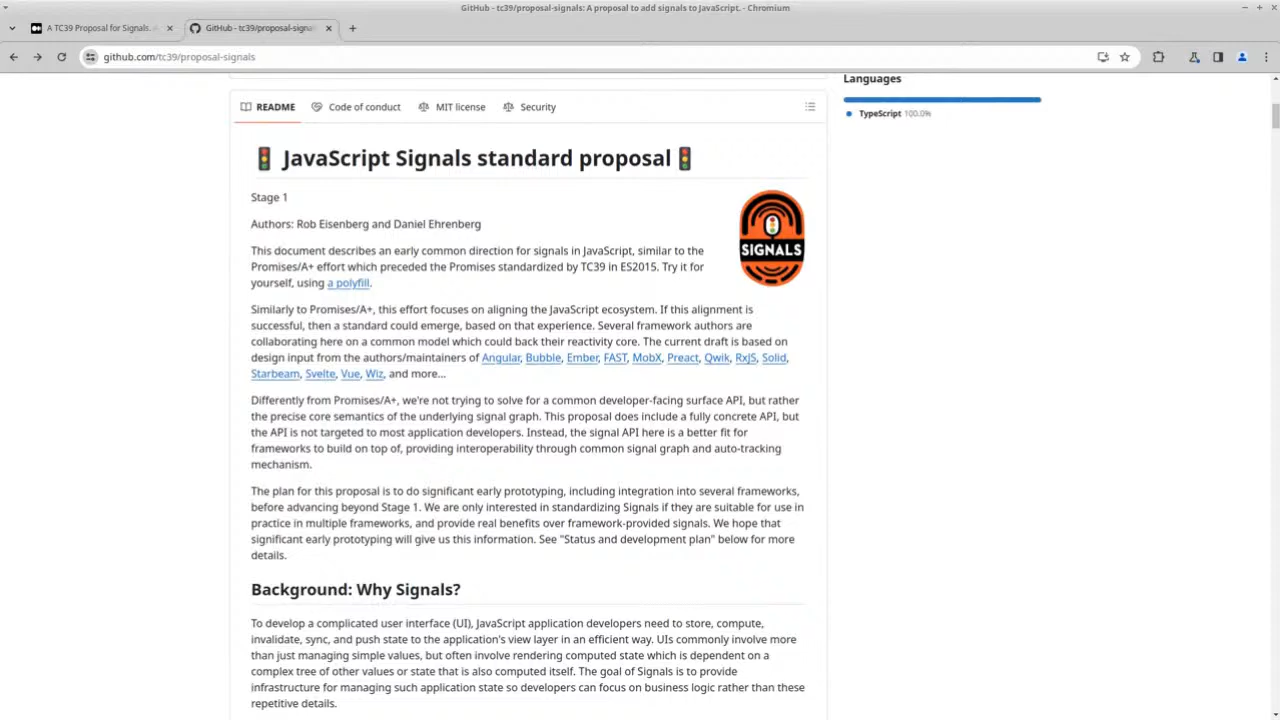 GitHub - tc39/proposal-signals: A proposal to add signals to JavaScript. - Chromium
A TC39 Proposal for Signals.
GitHub - tc39/proposal-signal
github.com/tc39/proposal-signals
Languages
TypeScript 100.0%
README
Code of conduct
MIT license
Security
JavaScript Signals standard proposal
Stage 1
Authors: Rob Eisenberg and Daniel Ehrenberg
SIGNALS
This document describes an early common direction for signals in JavaScript, similar to the
Promises/A+ effort which preceded the Promises standardized by TC39 in ES2015. Try it for
yourself, using a polyfill.
Similarly to Promises/A+, this effort focuses on aligning the JavaScript ecosystem. If this alignment is
successful, then a standard could emerge, based on that experience. Several framework authors are
collaborating here on a common model which could back their reactivity core. The current draft is based on
design input from the authors/maintainers of Angular, Bubble, Ember, FAST, MobX, Preact, Qwik, RxJS, Solid,
Starbeam, Svelte, Vue, Wiz, and more...
Differently from Promises/A+, we're not trying to solve for a common developer-facing surface API, but rather
the precise core semantics of the underlying signal graph. This proposal does include a fully concrete API, but
the API is not targeted to most application developers. Instead, the signal API here is a better fit for
frameworks to build on top of, providing interoperability through common signal graph and auto-tracking
mechanism.
The plan for this proposal is to do significant early prototyping, including integration into several frameworks,
before advancing beyond Stage 1. We are only interested in standardizing Signals if they are suitable for use in
practice in multiple frameworks, and provide real benefits over framework-provided signals. We hope that
significant early prototyping will give us this information. See "Status and development plan" below for more
details.
Background: Why Signals?
To develop a complicated user interface (UI), JavaScript application developers need to store, compute,
invalidate, sync, and push state to the application's view layer in an efficient way. UIs commonly involve more
than just managing simple values, but often involve rendering computed state which is dependent on a
complex tree of other values or state that is also computed itself. The goal of Signals is to provide
infrastructure for managing such application state so developers can focus on business logic rather than these
repetitive details.